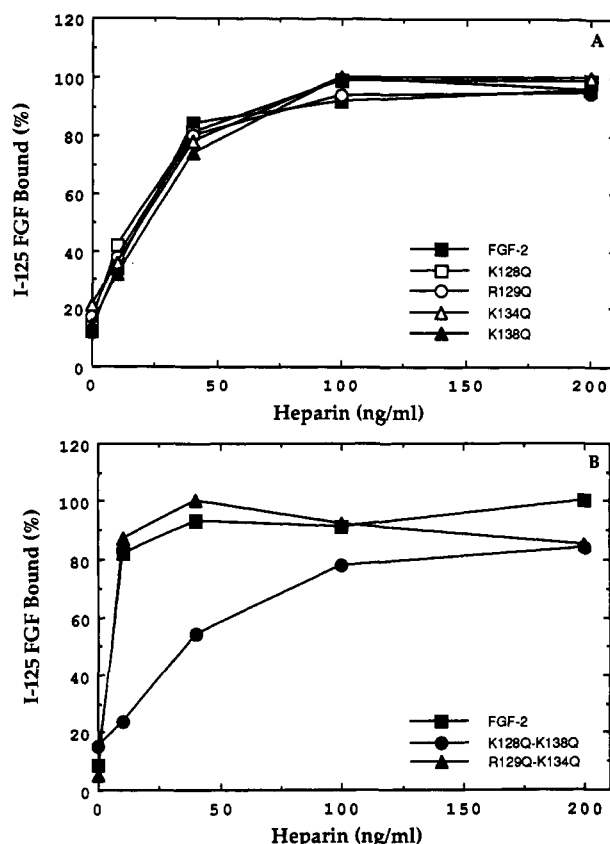 A
120
100
80
60
40
20
0
I-125 FGF Bound (%)
FGF-2
K128Q
R129Q
K134Q
K138Q
0 50 100 150 200
Heparin (ng/ml)
B
120
100
80
60
40
20
0
I-125 FGF Bound (%)
FGF-2
K128Q-K138Q
R129Q-K134Q
0 50 100 150 200
Heparin (ng/ml)